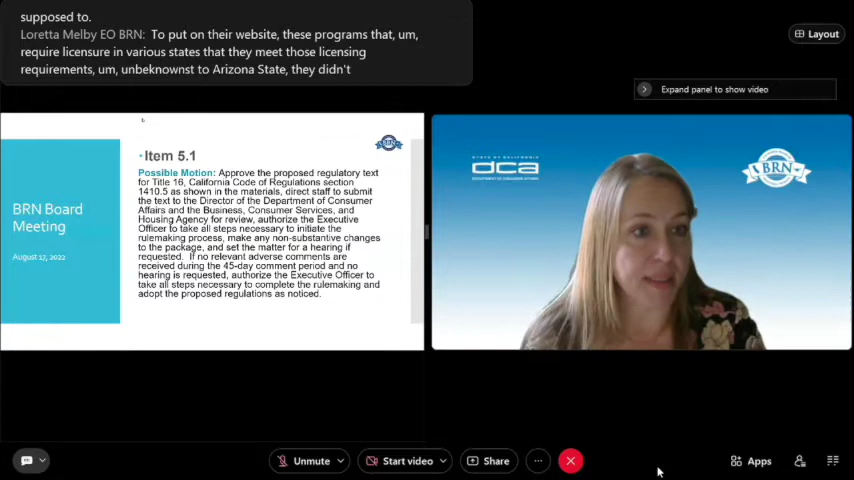 supposed to.
Loretta Melby EO BRN: To put on their website, these programs that, um,
require licensure in various states that they meet those licensing
requirements, um, unbeknownst to Arizona State, they didn't
Layout
Expand panel to show video
BRN
BRN Board
Meeting
August 17, 2022
Item 5.1
Possible Motion: Approve the proposed regulatory text
for Title 16, California Code of Regulations section
1410.5 as shown in the materials, direct staff to submit
the text to the Director of the Department of Consumer
Affairs and the Business, Consumer Services, and
Housing Agency for review, authorize the Executive
Officer to take all steps necessary to initiate the
rulemaking process, make any non-substantive changes
to the package, and set the matter for a hearing if
requested. If no relevant adverse comments are
received during the 45-day comment period and no
hearing is requested, authorize the Executive Officer to
take all steps necessary to complete the rulemaking and
adopt the proposed regulations as noticed.
STATE OF CALIFORNIA
dca
DEPARTMENT OF CONSUMER AFFAIRS
BRN
Unmute
Start video
Share
Apps